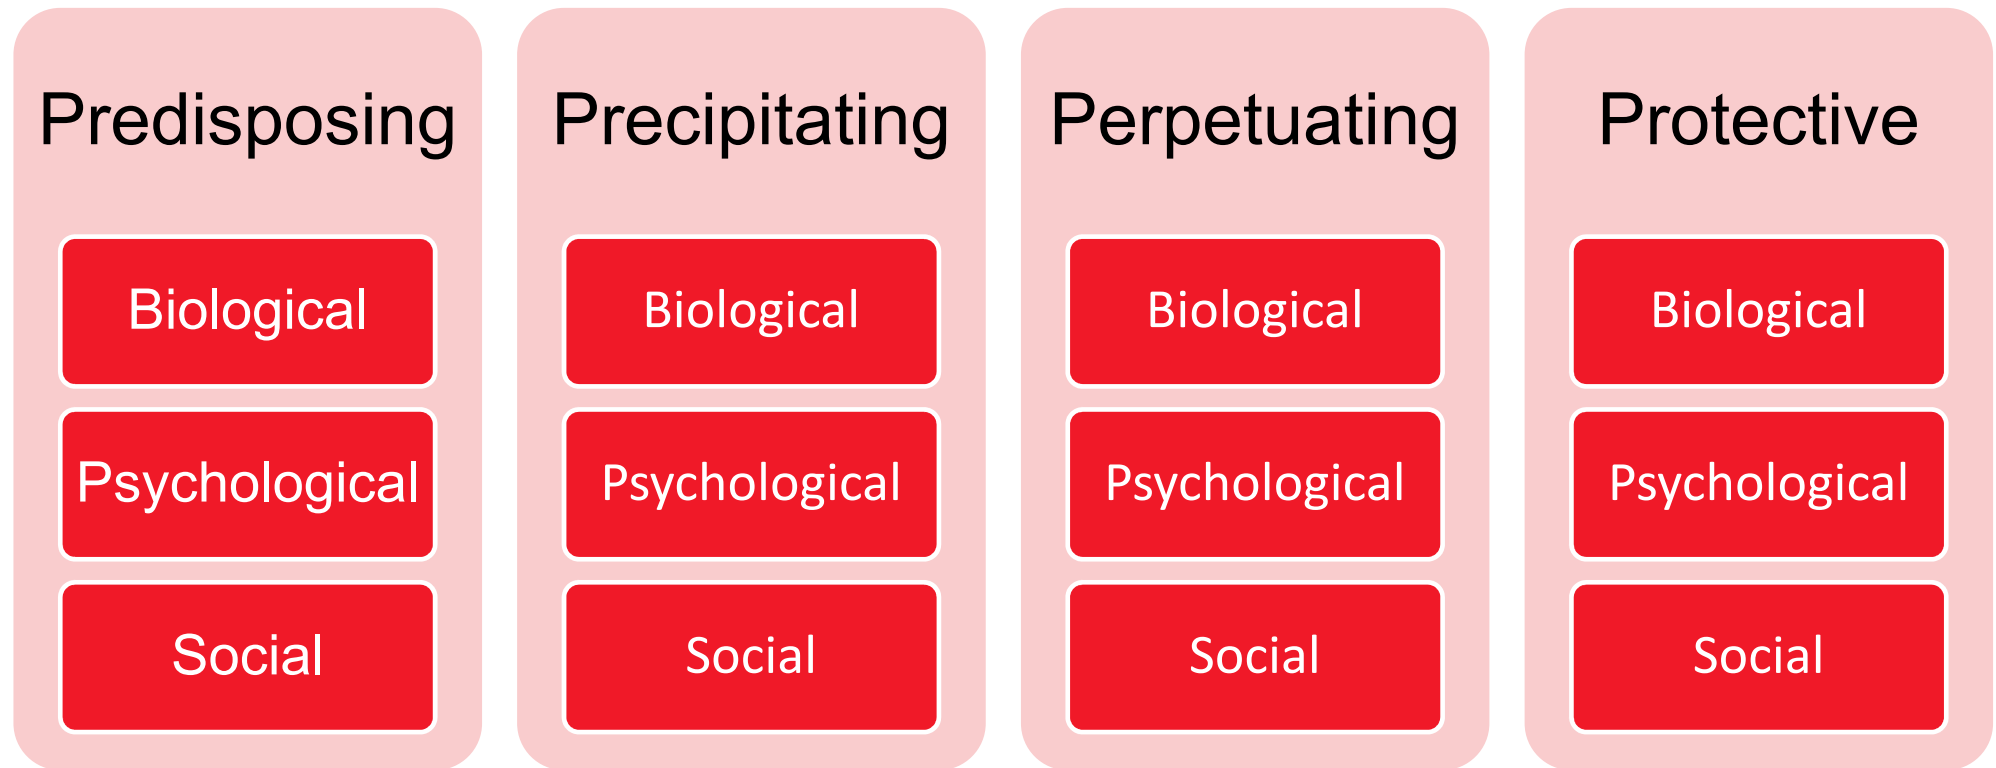 Predisposing
Biological
Psychological
Social
Precipitating
Biological
Psychological
Social
Perpetuating
Biological
Psychological
Social
Protective
Biological
Psychological
Social